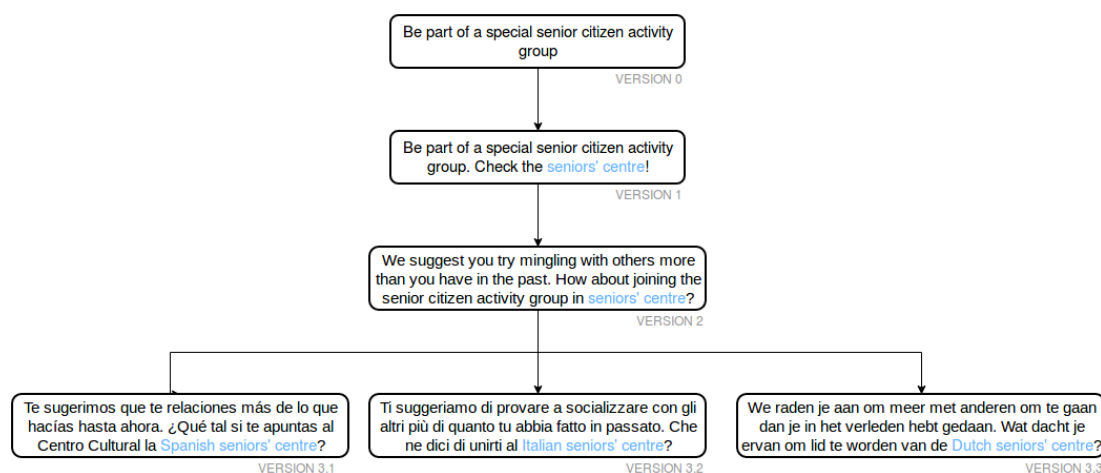 Be part of a special senior citizen activity
group
VERSION 0
Be part of a special senior citizen activity
group. Check the seniors' centre!
VERSION 1
We suggest you try mingling with others more
than you have in the past. How about joining the
senior citizen activity group in seniors' centre?
VERSION 2
Te sugerimos que te relaciones más de lo que
hacías hasta ahora. ¿Qué tal si te apuntas al
Centro Cultural la Spanish seniors' centre?
VERSION 3.1
Ti suggeriamo di provare a socializzare con gli
altri più di quanto tu abbia fatto in passato. Che
ne dici di unirti al Italian seniors' centre?
VERSION 3.2
We raden je aan om meer met anderen om te gaan
dan je in het verleden hebt gedaan. Wat dacht je
ervan om lid te worden van de Dutch seniors' centre?
VERSION 3.3